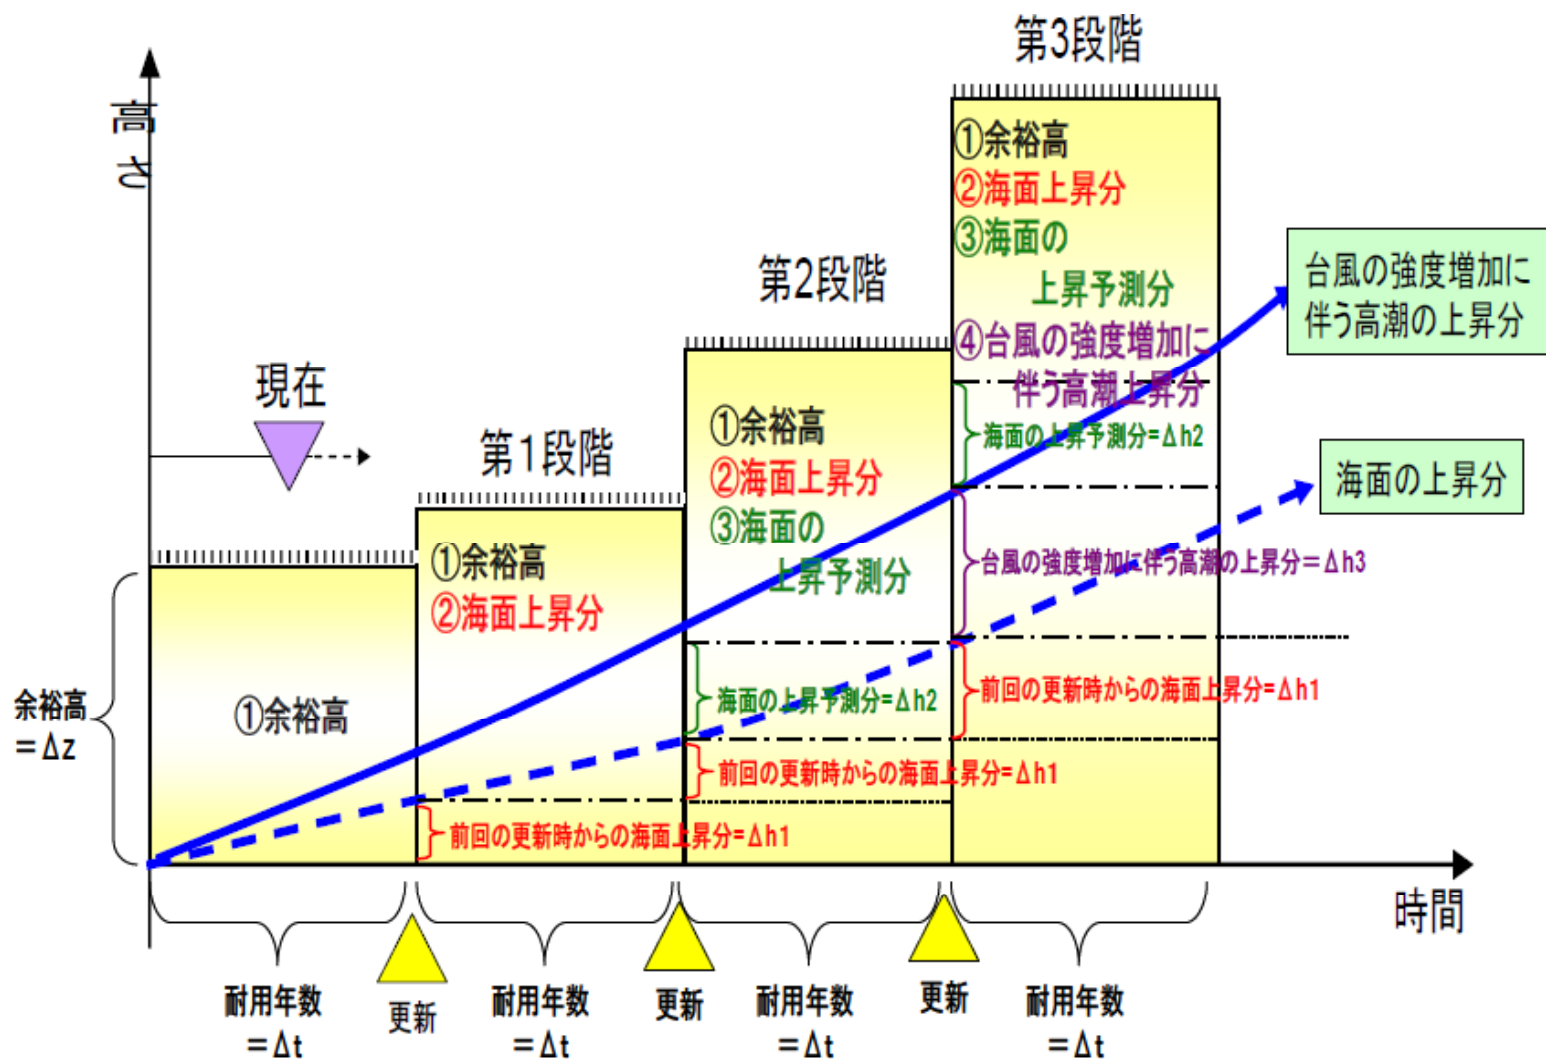 高
さ
第3段階
①余裕高
②海面上昇分
③海面の
上昇予測分
④台風の強度増加に
伴う高潮上昇分
台風の強度増加に
伴う高潮の上昇分
第2段階
現在
①余裕高
②海面上昇分
③海面の
上昇予測分
海面の上昇予測分=Δh2
第1段階
海面の上昇分
①余裕高
②海面上昇分
台風の強度増加に伴う高潮の上昇分=Δh3
余裕高
=Δz
①余裕高
海面の上昇予測分=Δh2
前回の更新時からの海面上昇分=Δh1
前回の更新時からの海面上昇分=Δh1
前回の更新時からの海面上昇分=Δh1
時間
耐用年数
=Δt
更新
耐用年数
=Δt
更新
耐用年数
=Δt
更新
耐用年数
=Δt